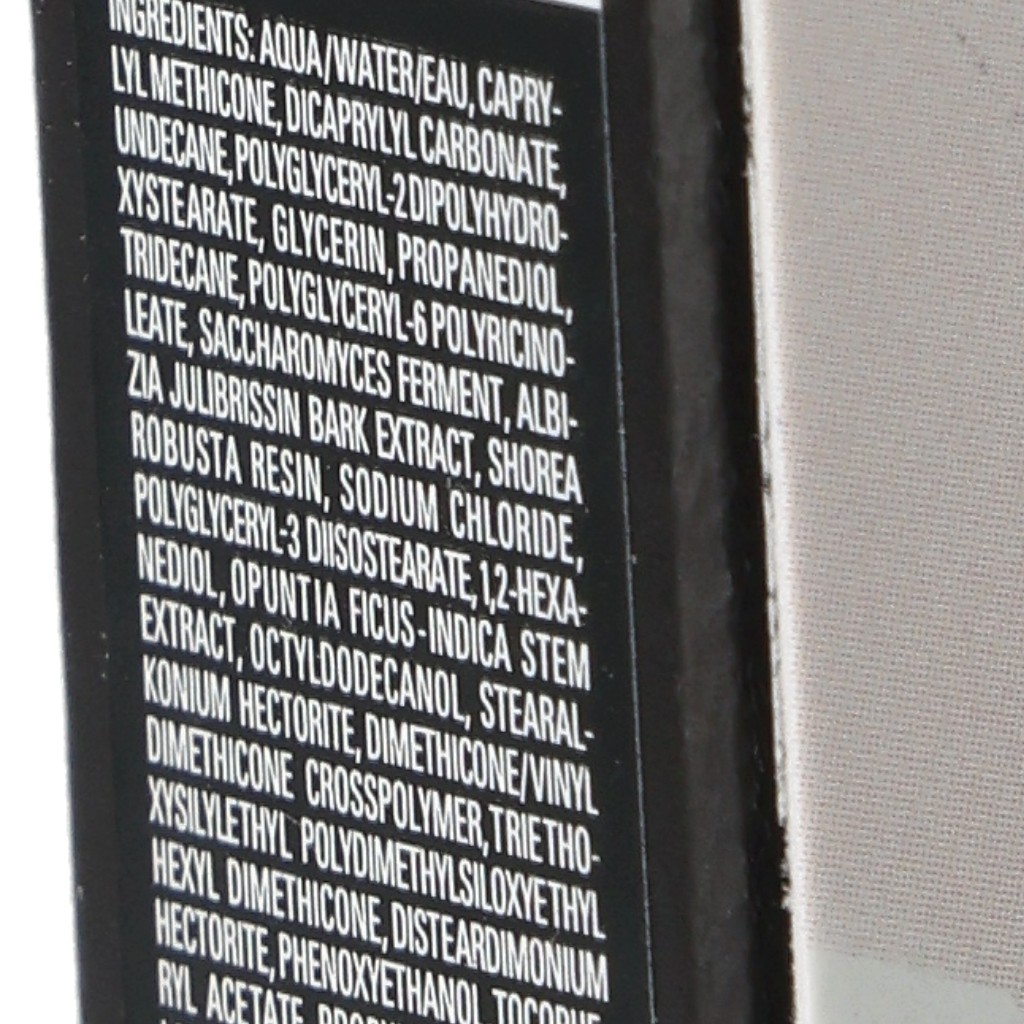 INGREDIENTS: AQUA/WATER/EAU, CAPRY-
LYL METHICONE, DICAPRYLYL CARBONATE,
UNDECANE, POLYGLYCERYL-2 DIPOLYHYDRO-
XYSTEARATE, GLYCERIN, PROPANEDIOL,
TRIDECANE, POLYGLYCERYL-6 POLYRICINO-
LEATE, SACCHAROMYCES FERMENT, ALBI-
ZIA JULIBRISSIN BARK EXTRACT, SHOREA
ROBUSTA RESIN, SODIUM CHLORIDE,
POLYGLYCERYL-3 DIISOSTEARATE, 1,2-HEXA-
NEDIOL, OPUNTIA FICUS-INDICA STEM
EXTRACT, OCTYLDODECANOL, STEARAL-
KONIUM HECTORITE, DIMETHICONE/VINYL
DIMETHICONE CROSSPOLYMER, TRIETHO-
XYSILYLETHYL POLYDIMETHYLSILOXYETHYL
HEXYL DIMETHICONE, DISTEARDIMONIUM
HECTORITE, PHENOXYETHANOL, TOCOPHE-
RYL ACETATE,